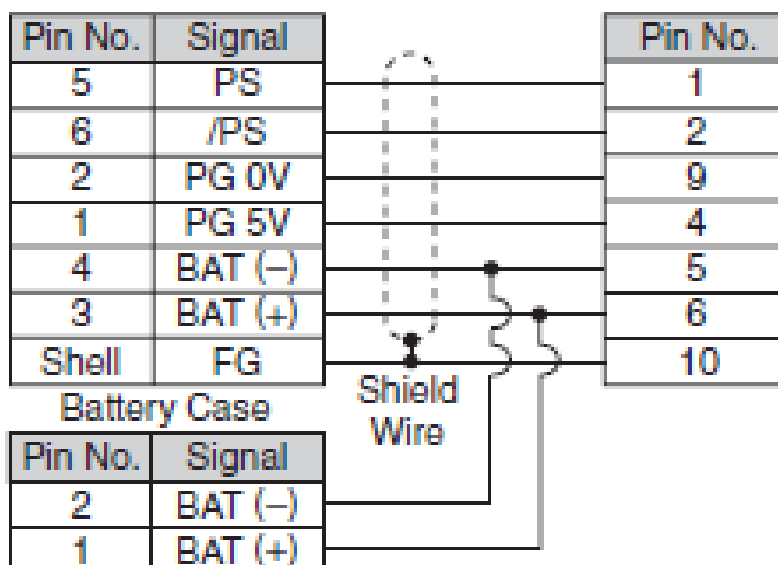 Pin No. Signal Pin No.
5 PS 1
6 /PS 2
2 PG 0V 9
1 PG 5V 4
4 BAT (−) 5
3 BAT (+) 6
Shell FG 10
Battery Case Shield
Wire
Pin No. Signal
2 BAT (−)
1 BAT (+)